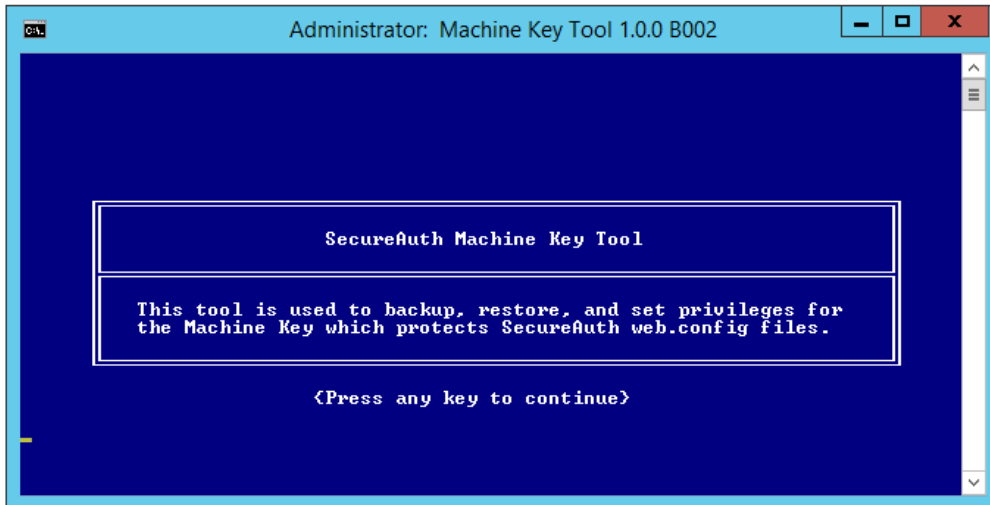 Administrator: Machine Key Tool 1.0.0 B002
SecureAuth Machine Key Tool
This tool is used to backup, restore, and set privileges for
the Machine Key which protects SecureAuth web.config files.
{Press any key to continue}